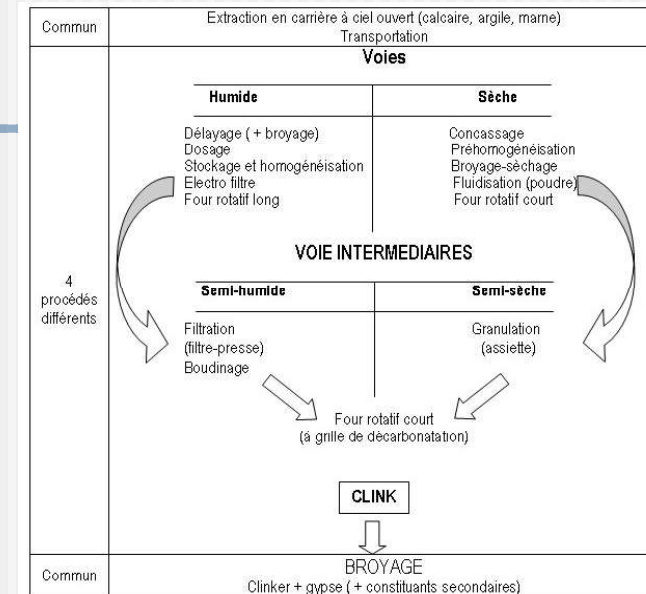 Commun
Extraction en carrière à ciel ouvert (calcaire, argile, marne)
Transportation
4
procédés
différents
Voies
Humide
Délayage ( + broyage)
Dosage
Stockage et homogénéisation
Electro filtre
Four rotatif long
Sèche
Concassage
Préhomogénéisation
Broyage-sèchage
Fluidisation (poudre)
Four rotatif court
VOIE INTERMEDIAIRES
Semi-humide
Filtration
(filtre-presse)
Boudinage
Semi-sèche
Granulation
(assiette)
Four rotatif court
(à grille de décarbonatation)
CLINK
Commun
BROYAGE
Clinker + gypse ( + constituants secondaires)